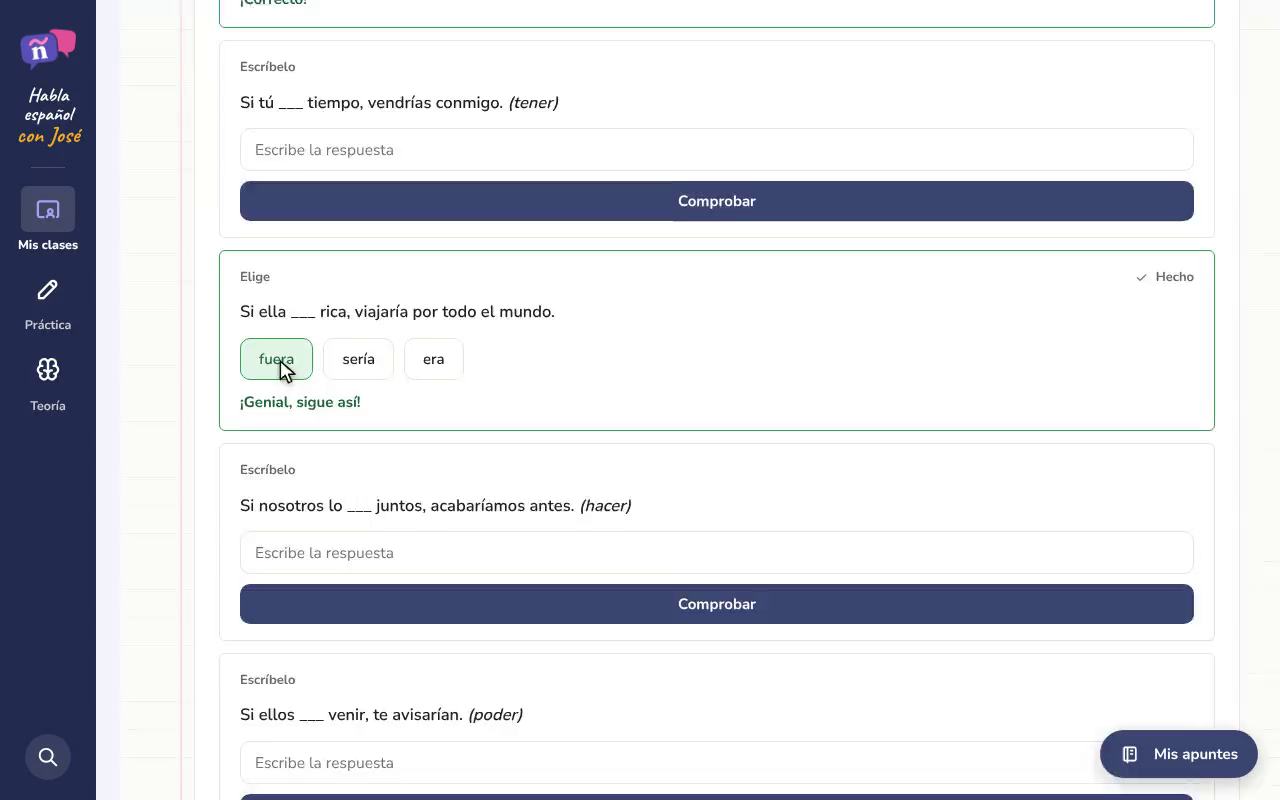 ¡Correcto!
ñ
Habla
español
con José
Mis clases
Práctica
Teoría
Escríbelo
Si tú ___ tiempo, vendrías conmigo. (tener)
Escribe la respuesta
Comprobar
Elige
Hecho
Si ella ___ rica, viajaría por todo el mundo.
fuera
sería
era
¡Genial, sigue así!
Escríbelo
Si nosotros lo ___ juntos, acabaríamos antes. (hacer)
Escribe la respuesta
Comprobar
Escríbelo
Si ellos ___ venir, te avisarían. (poder)
Escribe la respuesta
Mis apuntes